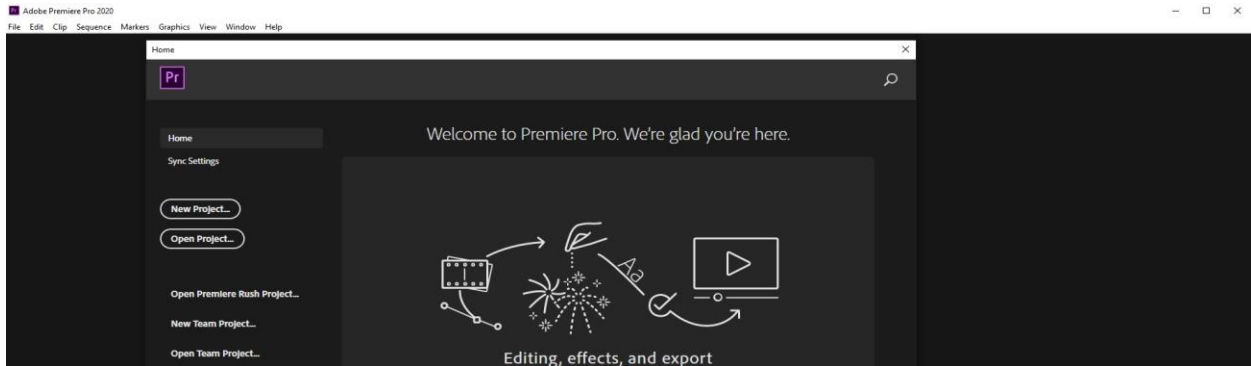 Adobe Premiere Pro 2020
File Edit Clip Sequence Markers Graphics View Window Help
Home
Pr
Home
Sync Settings
New Project...
Open Project...
Open Premiere Rush Project...
New Team Project...
Open Team Project...
Welcome to Premiere Pro. We're glad you're here.
Aa
Editing, effects, and export